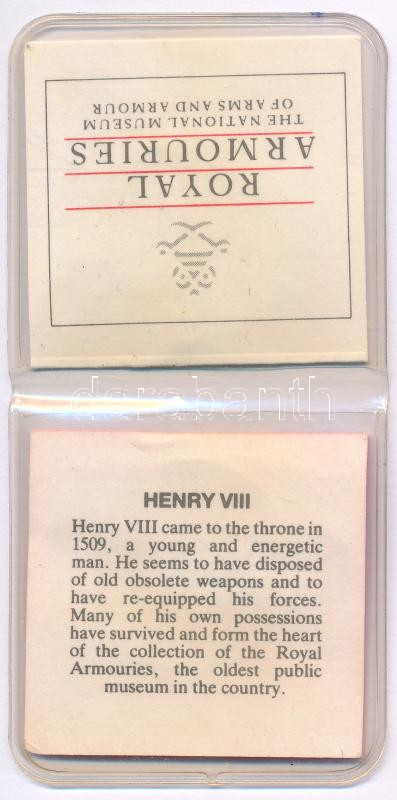 ROYAL
ARMOURIES
THE NATIONAL MUSEUM
OF ARMS AND ARMOUR
darabanth
HENRY VIII
Henry VIII came to the throne in
1509, a young and energetic
man. He seems to have disposed
of old obsolete weapons and to
have re-equipped his forces.
Many of his own possessions
have survived and form the heart
of the collection of the Royal
Armouries, the oldest public
museum in the country.